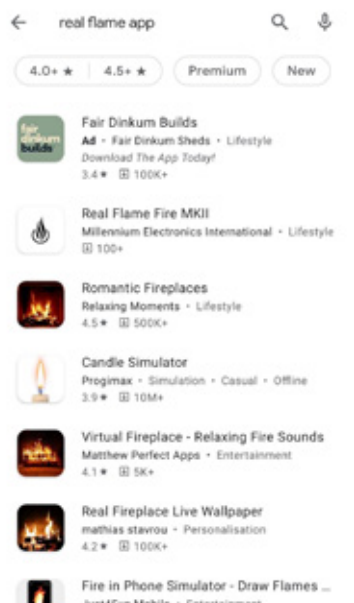 real flame app
4.0+ ★ 4.5+ ★ Premium New
fair
dinkum
builds
Fair Dinkum Builds
Ad • Fair Dinkum Sheds • Lifestyle
Download The App Today!
3.4★ 100K+
Real Flame Fire MKII
Millennium Electronics International • Lifestyle
100+
Romantic Fireplaces
Relaxing Moments • Lifestyle
4.5★ 500K+
Candle Simulator
Progimax • Simulation • Casual • Offline
3.9★ 10M+
Virtual Fireplace - Relaxing Fire Sounds
Matthew Perfect Apps • Entertainment
4.1★ 5K+
Real Fireplace Live Wallpaper
mathias stavrou • Personalisation
4.2★ 100K+
Fire in Phone Simulator - Draw Flames ...